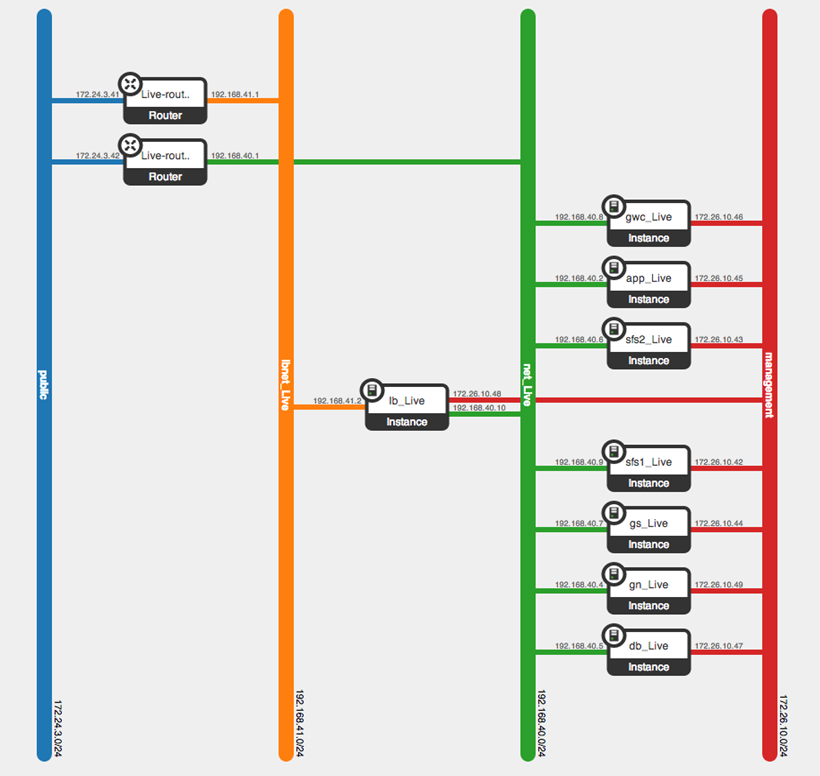 172.24.3.41
Live-rout..
192.168.41.1
Router
172.24.3.42
Live-rout..
192.168.40.1
Router
192.168.40.8
gwc_Live
172.26.10.46
Instance
192.168.40.2
app_Live
172.26.10.45
Instance
192.168.40.6
sfs2_Live
172.26.10.43
Instance
public
lbnet_Live
net_Live
management
192.168.41.2
lb_Live
172.26.10.48
192.168.40.10
Instance
192.168.40.9
sfs1_Live
172.26.10.42
Instance
192.168.40.7
gs_Live
172.26.10.44
Instance
192.168.40.4
gn_Live
172.26.10.49
Instance
192.168.40.5
db_Live
172.26.10.47
Instance
172.24.3.0/24
192.168.41.0/24
192.168.40.0/24
172.26.10.0/24